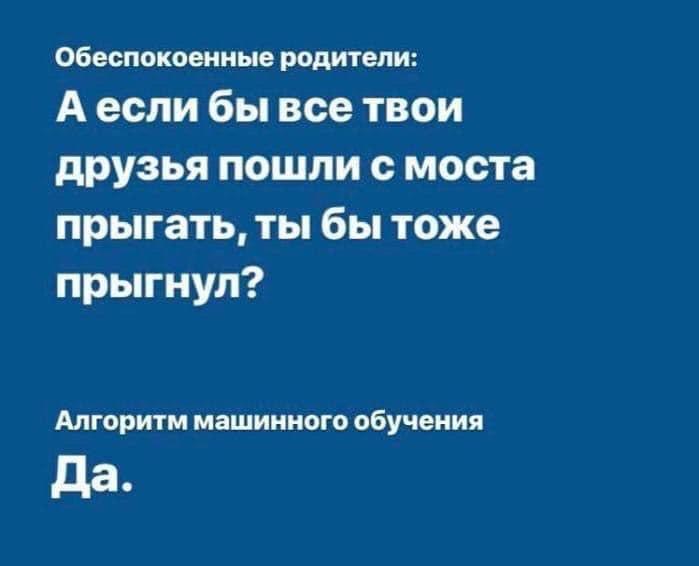 Обеспокоенные родители:
А если бы все твои
друзья пошли с моста
прыгать, ты бы тоже
прыгнул?
Алгоритм машинного обучения
Да.